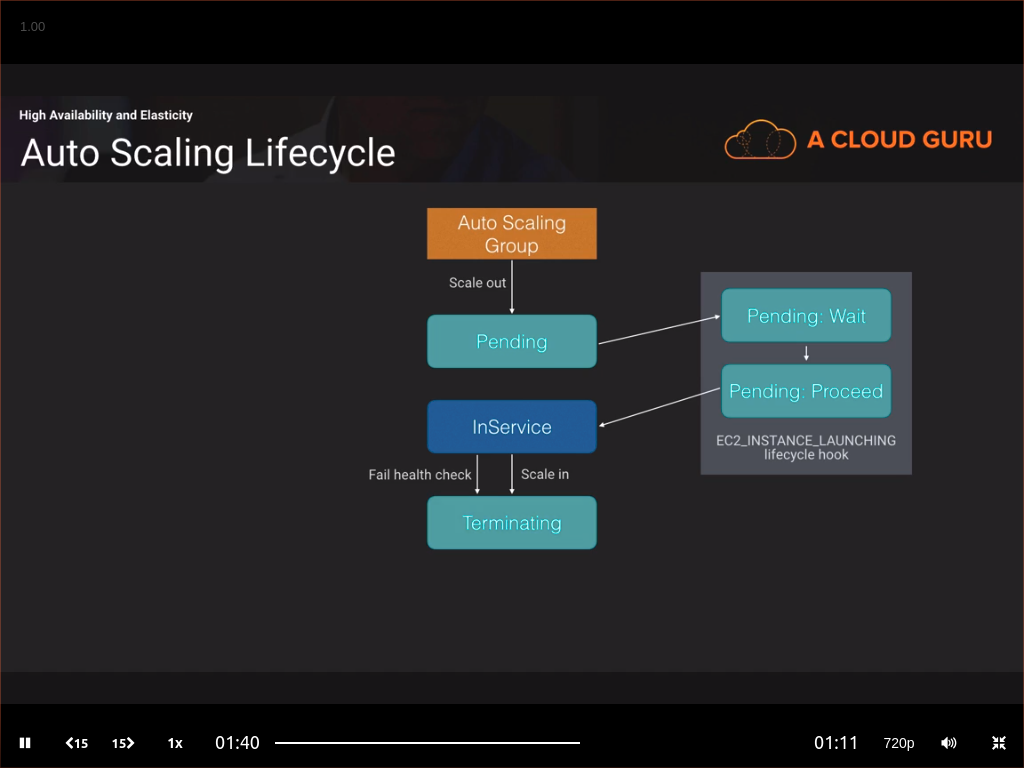 1.00
High Availability and Elasticity
Auto Scaling Lifecycle
A CLOUD GURU
Auto Scaling
Group
Scale out
Pending
Pending: Wait
Pending: Proceed
EC2_INSTANCE_LAUNCHING
lifecycle hook
InService
Fail health check
Scale in
Terminating
15
15
1x
01:40
01:11
720p